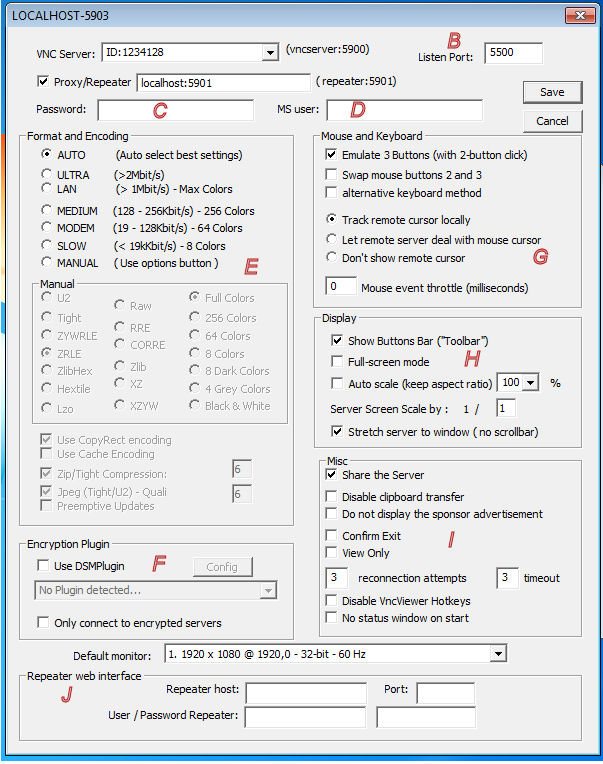 LOCALHOST-5903
VNC Server: ID:1234128 (vncserver:5900) B
Listen Port: 5500
Proxy/Repeater localhost:5901 (repeater:5901)
Save
Password: C MS user: D
Cancel
Format and Encoding
AUTO (Auto select best settings)
ULTRA (>2Mbit/s)
LAN (> 1Mbit/s) - Max Colors
MEDIUM (128 - 256Kbit/s) - 256 Colors
MODEM (19 - 128Kbit/s) - 64 Colors
SLOW (< 19kKbit/s) - 8 Colors
MANUAL ( Use options button ) E
Manual
U2
Tight
ZYWRLE
ZRLE
ZlibHex
Hextile
Lzo
Raw
RRE
CORRE
Zlib
XZ
XZYW
Full Colors
256 Colors
64 Colors
8 Colors
8 Dark Colors
4 Grey Colors
Black & White
Use CopyRect encoding
Use Cache Encoding
Zip/Tight Compression: 6
Jpeg (Tight/U2) - Quali 6
Preemptive Updates
Encryption Plugin
Use DSMPlugin F Config
No Plugin detected...
Only connect to encrypted servers
Mouse and Keyboard
Emulate 3 Buttons (with 2-button click)
Swap mouse buttons 2 and 3
alternative keyboard method
Track remote cursor locally
Let remote server deal with mouse cursor
Don't show remote cursor G
0 Mouse event throttle (milliseconds)
Display
Show Buttons Bar ("Toolbar")
Full-screen mode H
Auto scale (keep aspect ratio) 100 %
Server Screen Scale by : 1 / 1
Stretch server to window ( no scrollbar)
Misc
Share the Server
Disable clipboard transfer
Do not display the sponsor advertisement
Confirm Exit I
View Only
3 reconnection attempts 3 timeout
Disable VncViewer Hotkeys
No status window on start
Default monitor: 1. 1920 x 1080 @ 1920,0 - 32-bit - 60 Hz
Repeater web interface
J Repeater host: Port:
User / Password Repeater: